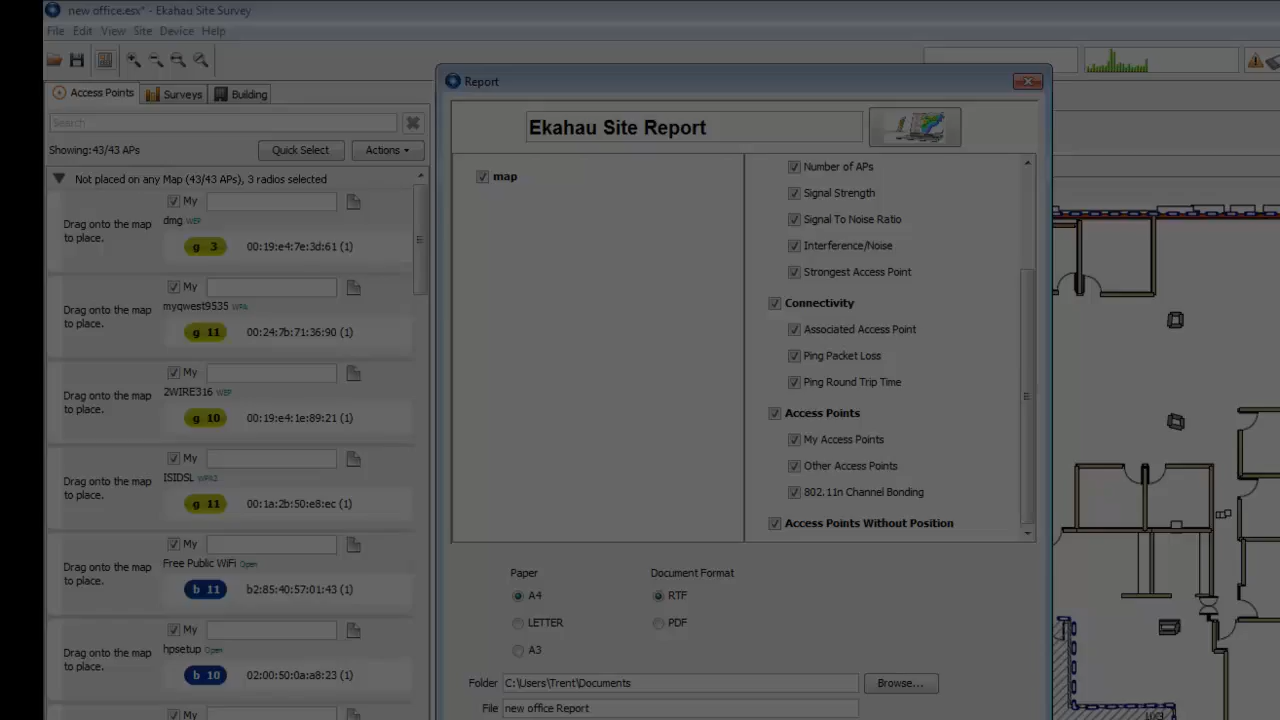 new office.esx* - Ekahau Site Survey
File Edit View Site Device Help
Access Points Surveys Building
Search
Showing:43/43 APs Quick Select Actions
Not placed on any Map (43/43 APs), 3 radios selected
My
Drag onto the map to place.
dmg WEP
g 3 00:19:e4:7e:3d:61 (1)
My
Drag onto the map to place.
myqwest9535 WPA
g 11 00:24:7b:71:36:90 (1)
My
Drag onto the map to place.
2WIRE316 WEP
g 10 00:19:e4:1e:89:21 (1)
My
Drag onto the map to place.
ISIDSL WPA2
g 11 00:1a:2b:50:e8:ec (1)
My
Drag onto the map to place.
Free Public WiFi Open
b 11 b2:85:40:57:01:43 (1)
My
Drag onto the map to place.
hpsetup Open
b 10 02:00:50:0a:a8:23 (1)
My
Report
Ekahau Site Report
map
Number of APs
Signal Strength
Signal To Noise Ratio
Interference/Noise
Strongest Access Point
Connectivity
Associated Access Point
Ping Packet Loss
Ping Round Trip Time
Access Points
My Access Points
Other Access Points
802.11n Channel Bonding
Access Points Without Position
Paper Document Format
A4 RTF
LETTER PDF
A3
Folder C:\Users\Trent\Documents Browse...
File new office Report